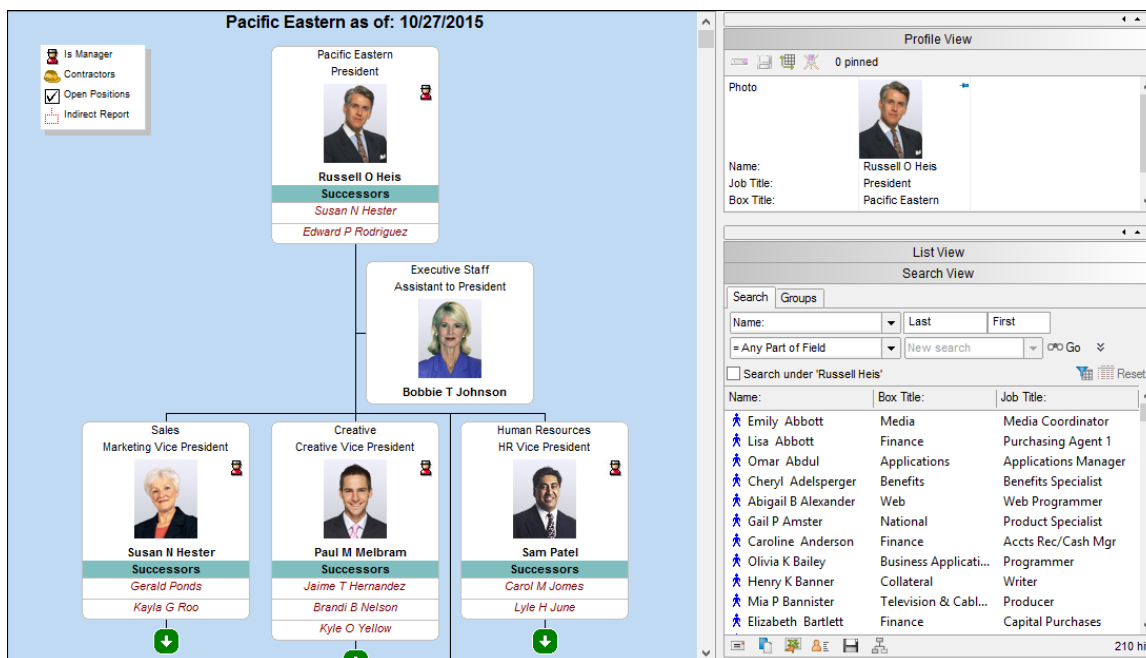 Pacific Eastern as of: 10/27/2015
Is Manager
Contractors
Open Positions
Indirect Report
Pacific Eastern
President
Russell O Heis
Successors
Susan N Hester
Edward P Rodriguez
Executive Staff
Assistant to President
Bobbie T Johnson
Sales
Marketing Vice President
Susan N Hester
Successors
Gerald Ponds
Kayla G Roo
Creative
Creative Vice President
Paul M Melbram
Successors
Jaime T Hernandez
Brandi B Nelson
Kyle O Yellow
Human Resources
HR Vice President
Sam Patel
Successors
Carol M Jomes
Lyle H June
Profile View
0 pinned
Photo
Name: Russell O Heis
Job Title: President
Box Title: Pacific Eastern
List View
Search View
Search Groups
Name: Last First
= Any Part of Field New search Go
Search under 'Russell Heis' Reset
Name: Box Title: Job Title:
Emily Abbott Media Media Coordinator
Lisa Abbott Finance Purchasing Agent 1
Omar Abdul Applications Applications Manager
Cheryl Adelsperger Benefits Benefits Specialist
Abigail B Alexander Web Web Programmer
Gail P Amster National Product Specialist
Caroline Anderson Finance Accts Rec/Cash Mgr
Olivia K Bailey Business Applicati... Programmer
Henry K Banner Collateral Writer
Mia P Bannister Television & Cabl... Producer
Elizabeth Bartlett Finance Capital Purchases
210 hi